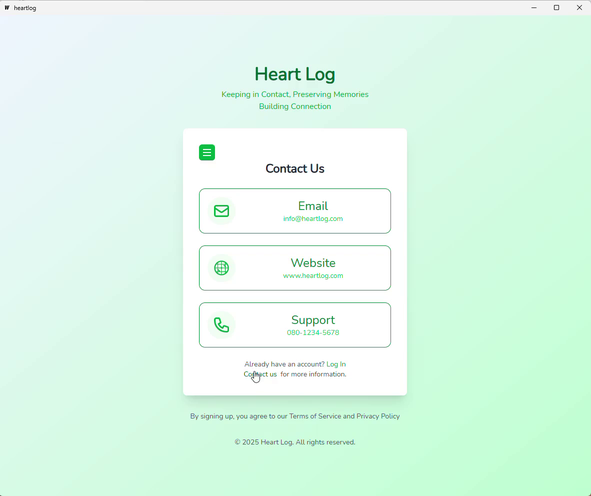 heartlog
Heart Log
Keeping in Contact, Preserving Memories
Building Connection
Contact Us
Email
info@heartlog.com
Website
www.heartlog.com
Support
080-1234-5678
Already have an account? Log In
Contact us for more information.
By signing up, you agree to our Terms of Service and Privacy Policy
© 2025 Heart Log. All rights reserved.